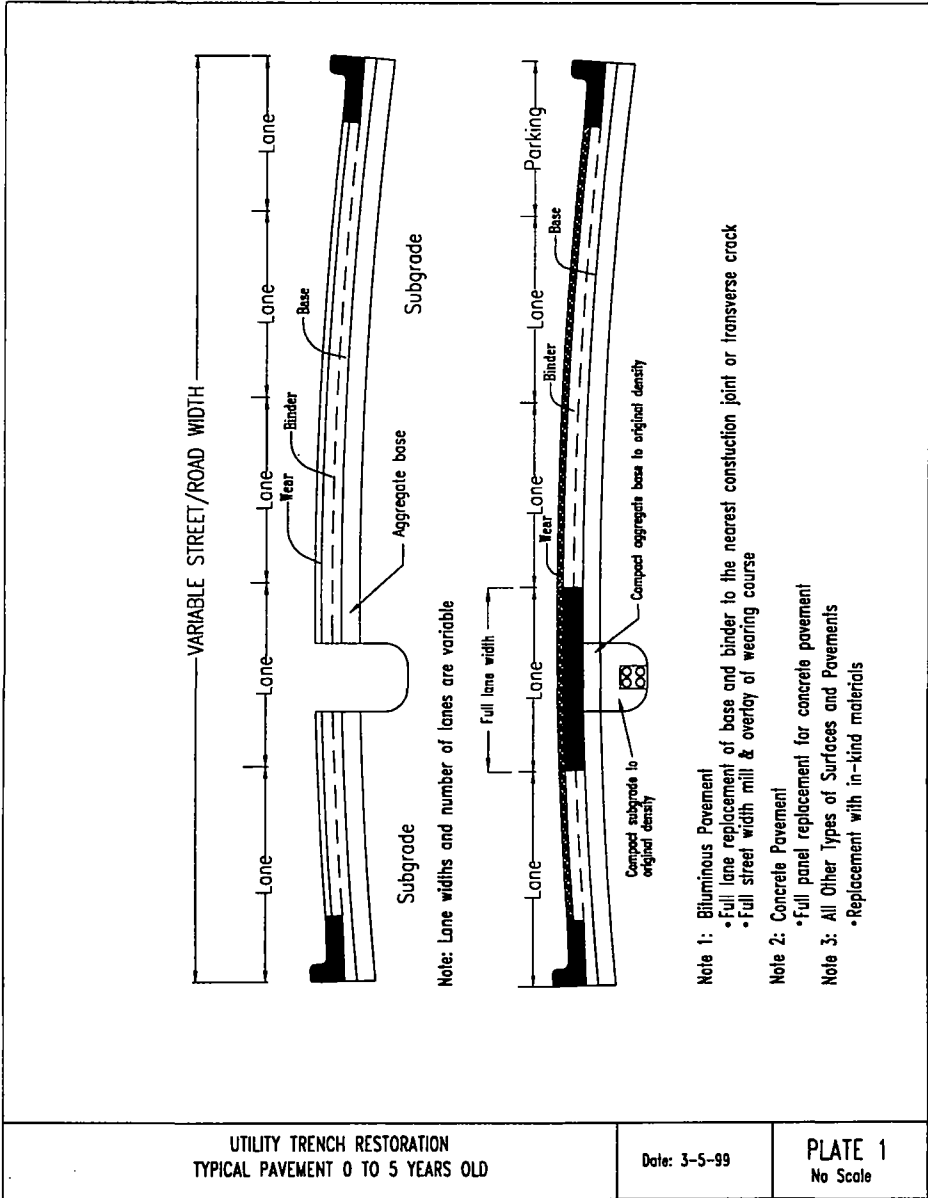 VARIABLE STREET/ROAD WIDTH
Lane
Lane
Lane
Lane
Lane
Wear
Binder
Base
Aggregate base
Subgrade
Subgrade
Note: Lane widths and number of lanes are variable
Full lane width
Lane
Lane
Lane
Lane
Parking
Wear
Binder
Base
Compact subgrade to
original density
Compact aggregate base to original density
Note 1: Bituminous Pavement
•Full lane replacement of base and binder to the nearest constuction joint or transverse crack
•Full street width mill & overlay of wearing course
Note 2: Concrete Pavement
•Full panel replacement for concrete pavement
Note 3: All Other Types of Surfaces and Pavements
•Replacement with in-kind materials
UTILITY TRENCH RESTORATION
TYPICAL PAVEMENT 0 TO 5 YEARS OLD
Date: 3-5-99
PLATE 1
No Scale